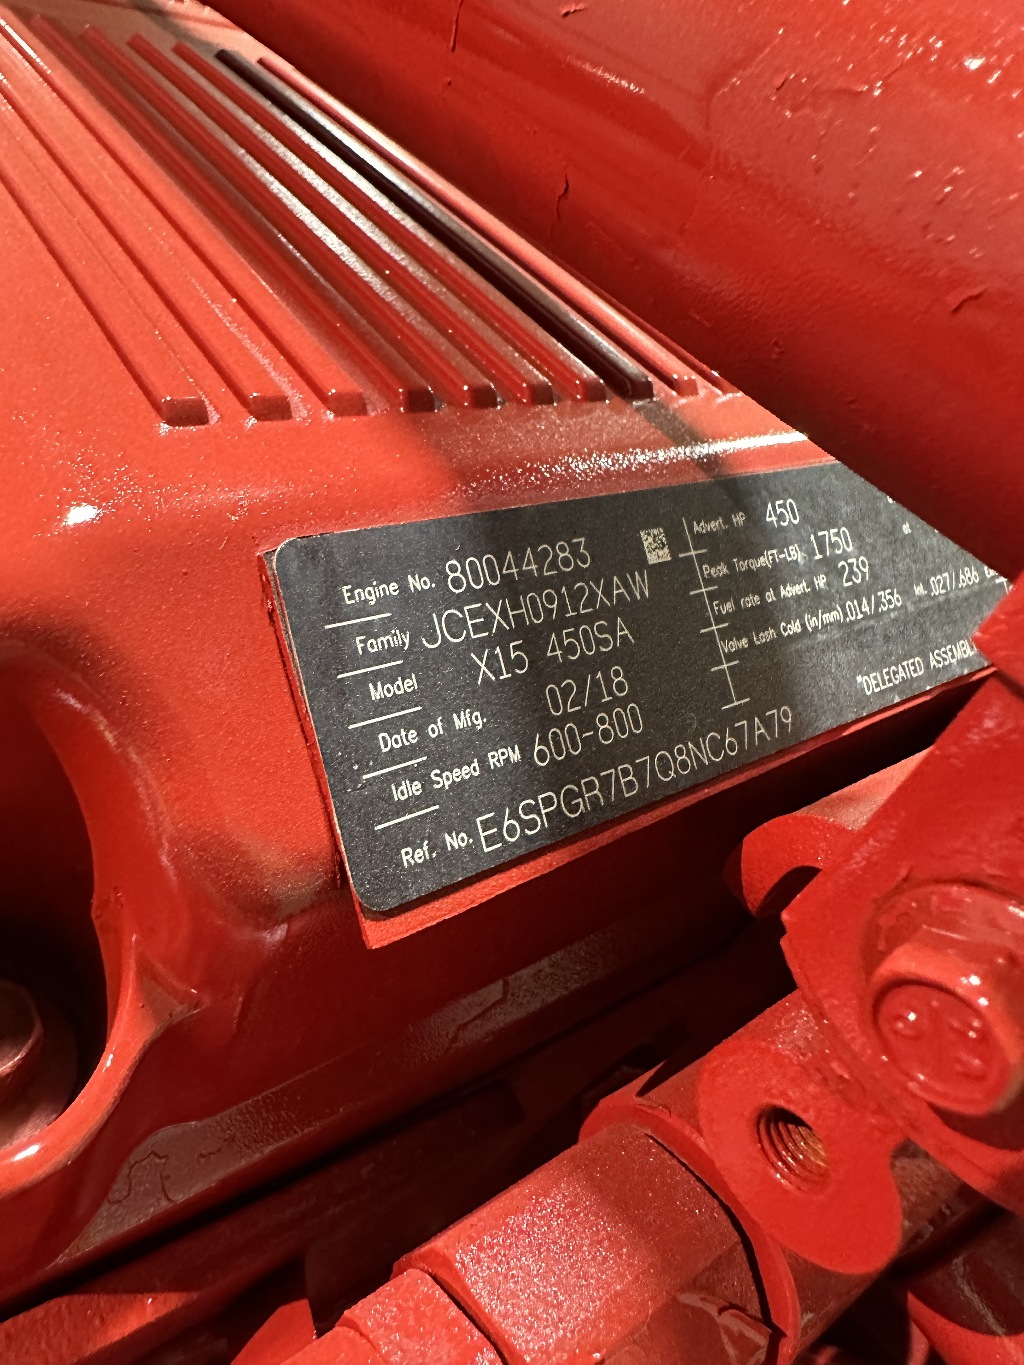 Engine No. 80044283
Family JCEXH0912XAW
Model X15 450SA
Date of Mfg. 02/18
Idle Speed RPM 600-800
Ref. No. E6SPGR7B7Q8NC67A79
Advert. HP 450
Peak Torque(FT-LB) 1750 at
Fuel rate at Advert. HP 239
Valve Lash Cold (in/mm) .014/.356 Int. .027/.686
"DELEGATED